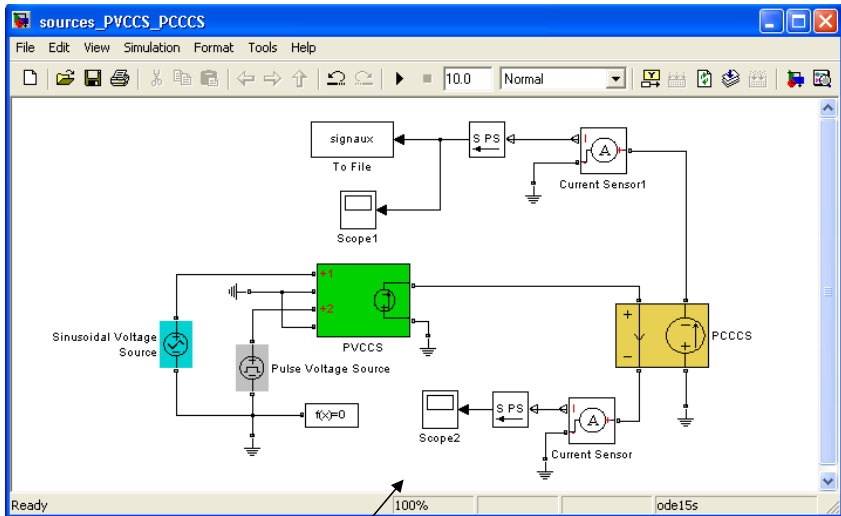 sources_PVCCS_PCCCS
File Edit View Simulation Format Tools Help
10.0 Normal
signaux
To File
S PS
I
A
+
-
Current Sensor1
Scope1
+1
+2
PVCCS
Sinusoidal Voltage
Source
Pulse Voltage Source
+
-
-
+
PCCCS
f(x)=0
Scope2
S PS
I
A
+
-
Current Sensor
Ready 100% ode15s